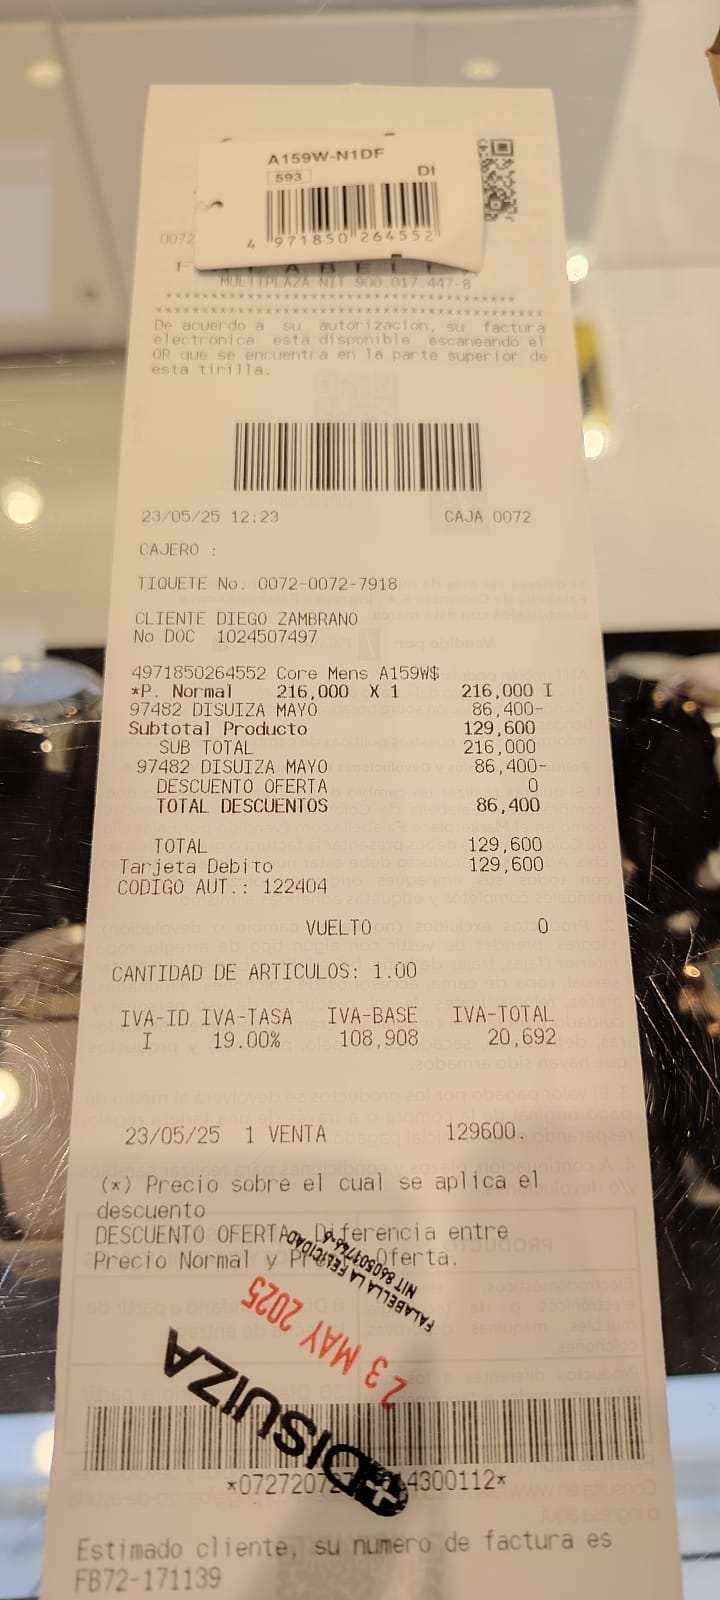 A159W-N1DF
593 DI
4 971850 264552
0072
MULTIPLAZA NIT 900.017.447-8
**************************************************
**************************************************
De acuerdo a su autorizacion, su factura
electronica esta disponible escaneando el
QR que se encuentra en la parte superior de
esta tirilla.
23/05/25 12:23 CAJA 0072
CAJERO :
TIQUETE No. 0072-0072-7918
CLIENTE DIEGO ZAMBRANO
No DOC 1024507497
4971850264552 Core Mens A159W$
*P. Normal 216,000 X 1 216,000 I
97482 DISUIZA MAYO 86,400-
Subtotal Producto 129,600
SUB TOTAL 216,000
97482 DISUIZA MAYO 86,400-
DESCUENTO OFERTA 0
TOTAL DESCUENTOS 86,400
TOTAL 129,600
Tarjeta Debito 129,600
CODIGO AUT.: 122404
VUELTO 0
CANTIDAD DE ARTICULOS: 1.00
IVA-ID IVA-TASA IVA-BASE IVA-TOTAL
I 19.00% 108,908 20,692
23/05/25 1 VENTA 129600.
(*) Precio sobre el cual se aplica el
descuento
DESCUENTO OFERTA Diferencia entre
Precio Normal y Oferta.
FALABELLA LA FELICIDAD
23 MAY 2025
DISUIZA
Estimado cliente, su numero de factura es
FB72-171139